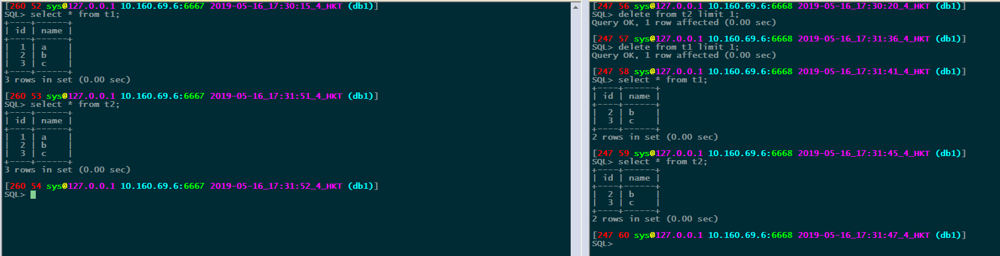 [260 52 sys@127.0.0.1 10.160.69.6:6667 2019-05-16_17:30:15_4_HKT (db1)]
SQL> select * from t1;
+----+------+
| id | name |
+----+------+
|  1 | a    |
|  2 | b    |
|  3 | c    |
+----+------+
3 rows in set (0.00 sec)
[260 53 sys@127.0.0.1 10.160.69.6:6667 2019-05-16_17:31:51_4_HKT (db1)]
SQL> select * from t2;
+----+------+
| id | name |
+----+------+
|  1 | a    |
|  2 | b    |
|  3 | c    |
+----+------+
3 rows in set (0.00 sec)
[260 54 sys@127.0.0.1 10.160.69.6:6667 2019-05-16_17:31:52_4_HKT (db1)]
SQL>
[247 56 sys@127.0.0.1 10.160.69.6:6668 2019-05-16_17:30:20_4_HKT (db1)]
SQL> delete from t2 limit 1;
Query OK, 1 row affected (0.00 sec)
[247 57 sys@127.0.0.1 10.160.69.6:6668 2019-05-16_17:31:36_4_HKT (db1)]
SQL> delete from t1 limit 1;
Query OK, 1 row affected (0.00 sec)
[247 58 sys@127.0.0.1 10.160.69.6:6668 2019-05-16_17:31:41_4_HKT (db1)]
SQL> select * from t1;
+----+------+
| id | name |
+----+------+
|  2 | b    |
|  3 | c    |
+----+------+
2 rows in set (0.00 sec)
[247 59 sys@127.0.0.1 10.160.69.6:6668 2019-05-16_17:31:45_4_HKT (db1)]
SQL> select * from t2;
+----+------+
| id | name |
+----+------+
|  2 | b    |
|  3 | c    |
+----+------+
2 rows in set (0.00 sec)
[247 60 sys@127.0.0.1 10.160.69.6:6668 2019-05-16_17:31:47_4_HKT (db1)]
SQL>